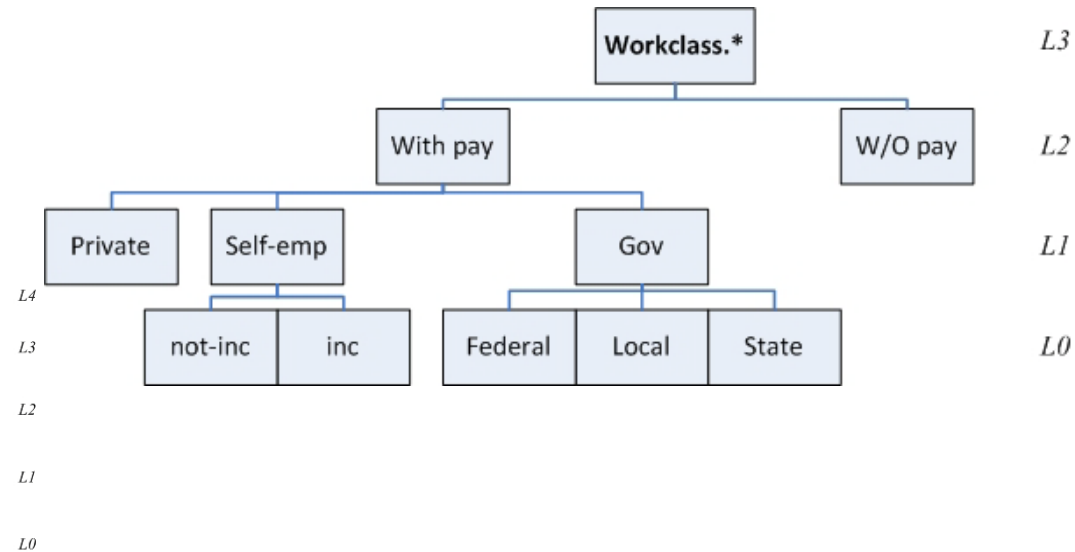 Workclass.* L3
With pay W/O pay L2
Private Self-emp Gov L1
L4
L3 not-inc inc Federal Local State L0
L2
L1
L0